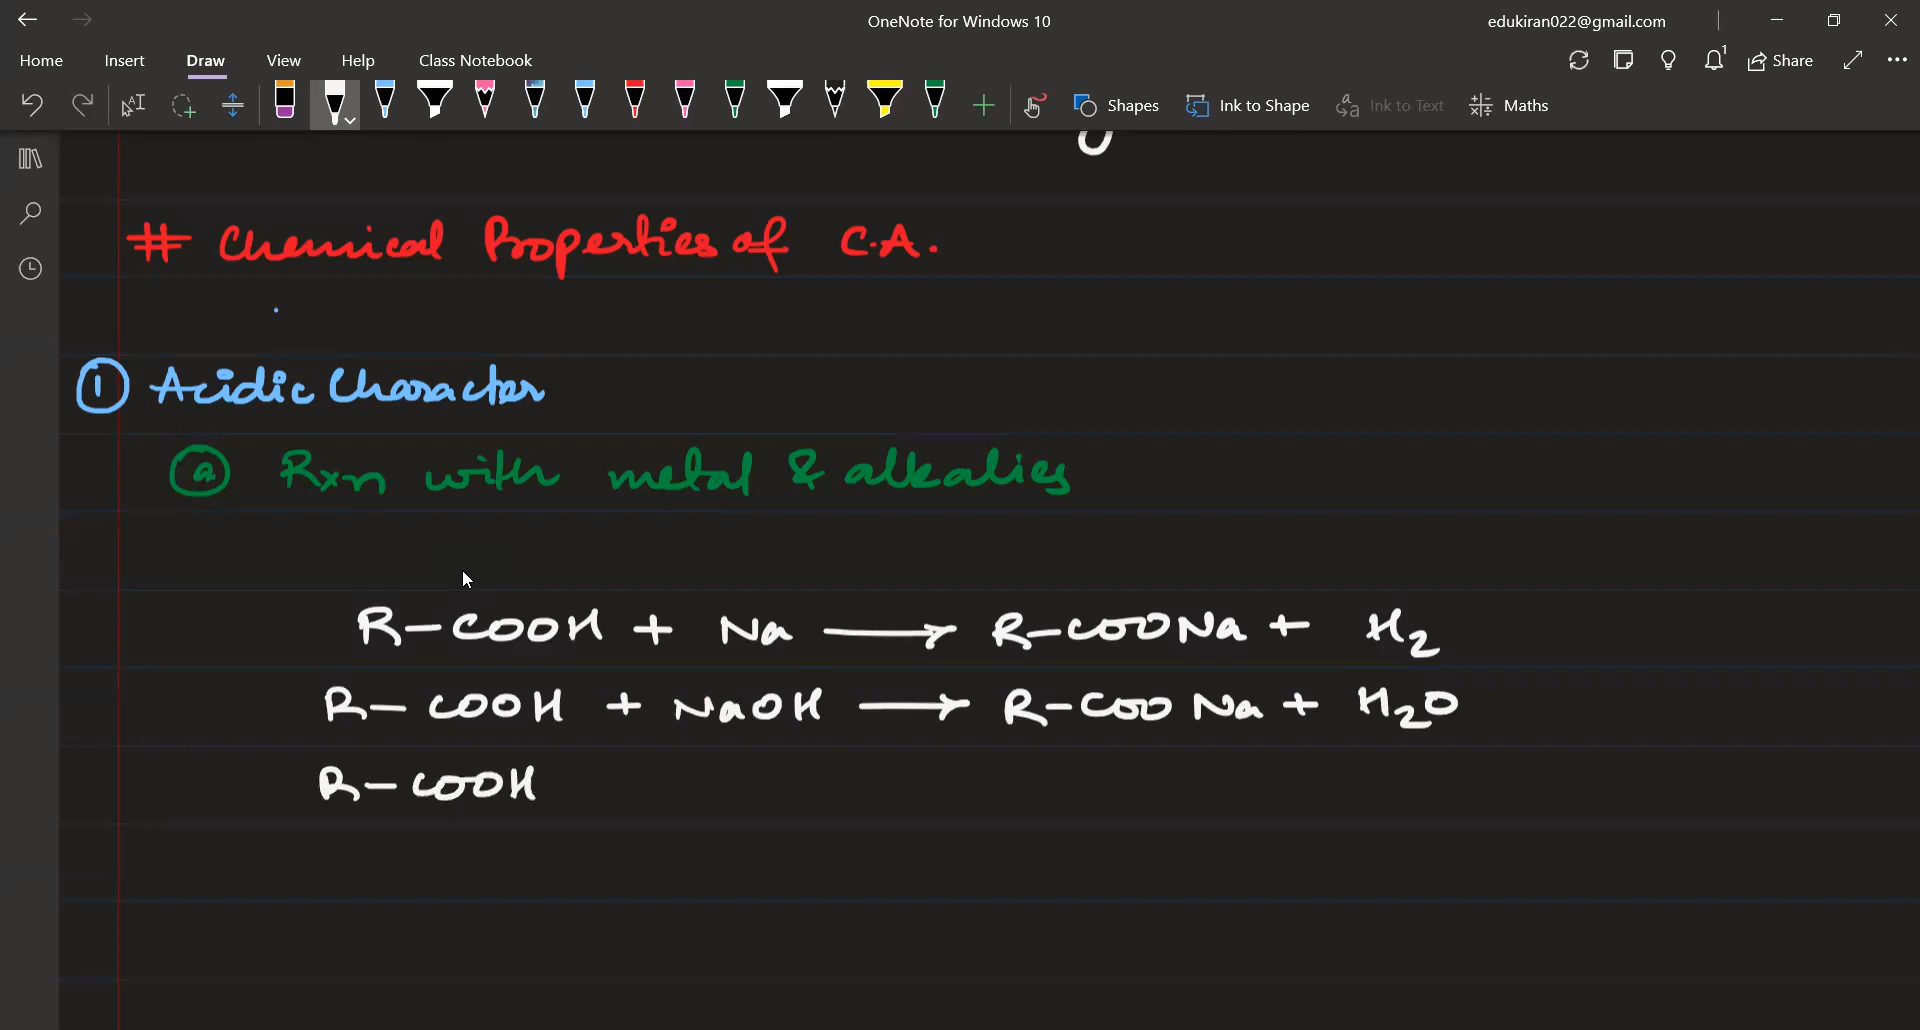 OneNote for Windows 10
edukiran022@gmail.com
Home Insert Draw View Help Class Notebook
1 Share
Shapes Ink to Shape Ink to Text Maths
# Chemical Properties of C.A.
① Acidic Character
ⓐ Rxn with metal & alkalies
R-COOH + Na ⟶ R-COONa + H₂
R-COOH + NaOH ⟶ R-COONa + H₂O
R-COOH